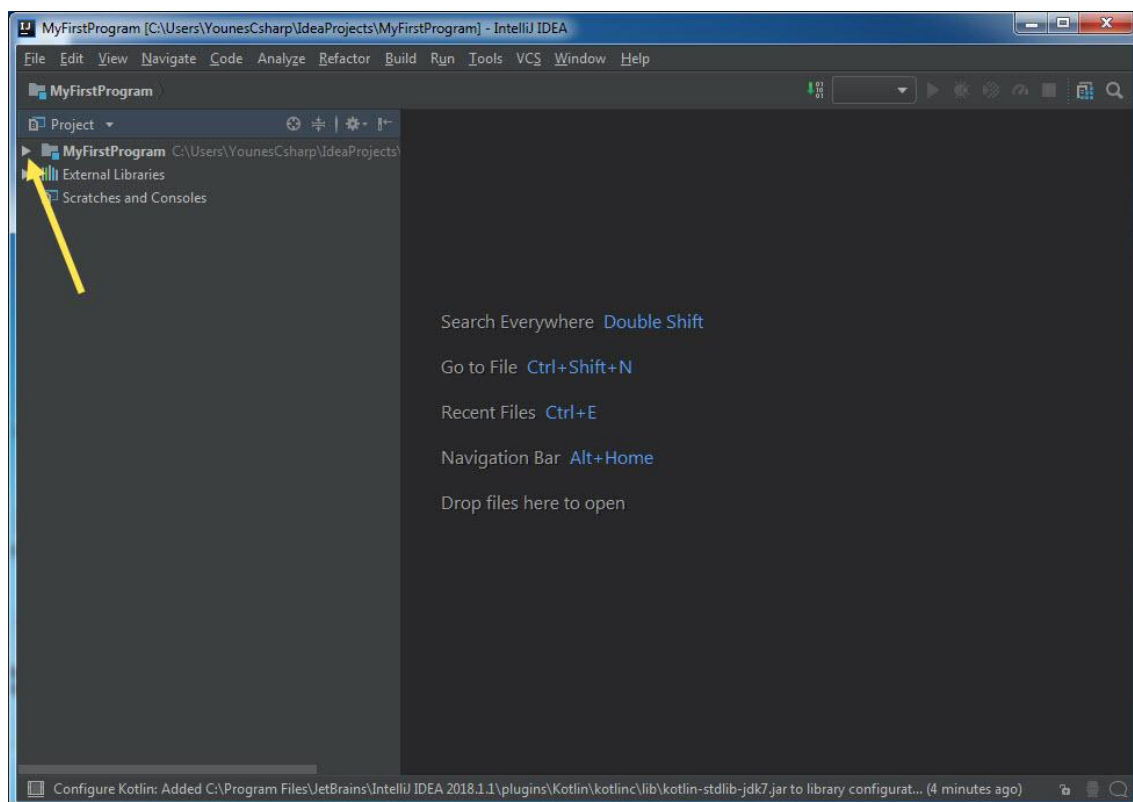 MyFirstProgram [C:\Users\YounesCsharp\IdeaProjects\MyFirstProgram] - IntelliJ IDEA
File Edit View Navigate Code Analyze Refactor Build Run Tools VCS Window Help
MyFirstProgram
Project
MyFirstProgram C:\Users\YounesCsharp\IdeaProjects\
External Libraries
Scratches and Consoles
Search Everywhere Double Shift
Go to File Ctrl+Shift+N
Recent Files Ctrl+E
Navigation Bar Alt+Home
Drop files here to open
Configure Kotlin: Added C:\Program Files\JetBrains\IntelliJ IDEA 2018.1.1\plugins\Kotlin\kotlinc\lib\kotlin-stdlib-jdk7.jar to library configurat... (4 minutes ago)